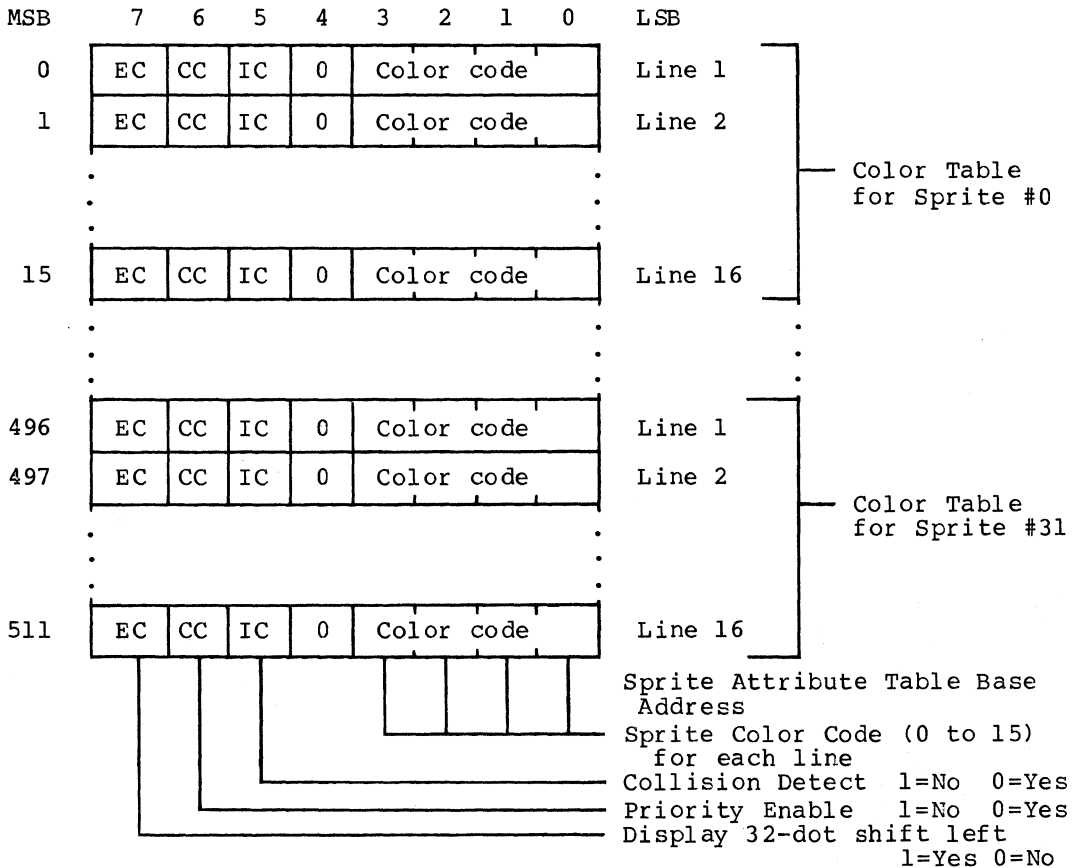 MSB 7 6 5 4 3 2 1 0 LSB
0 EC CC IC 0 Color code Line 1
1 EC CC IC 0 Color code Line 2
Color Table
for Sprite #0
15 EC CC IC 0 Color code Line 16
496 EC CC IC 0 Color code Line 1
497 EC CC IC 0 Color code Line 2
Color Table
for Sprite #31
511 EC CC IC 0 Color code Line 16
Sprite Attribute Table Base
Address
Sprite Color Code (0 to 15)
for each line
Collision Detect 1=No 0=Yes
Priority Enable 1=No 0=Yes
Display 32-dot shift left
1=Yes 0=No